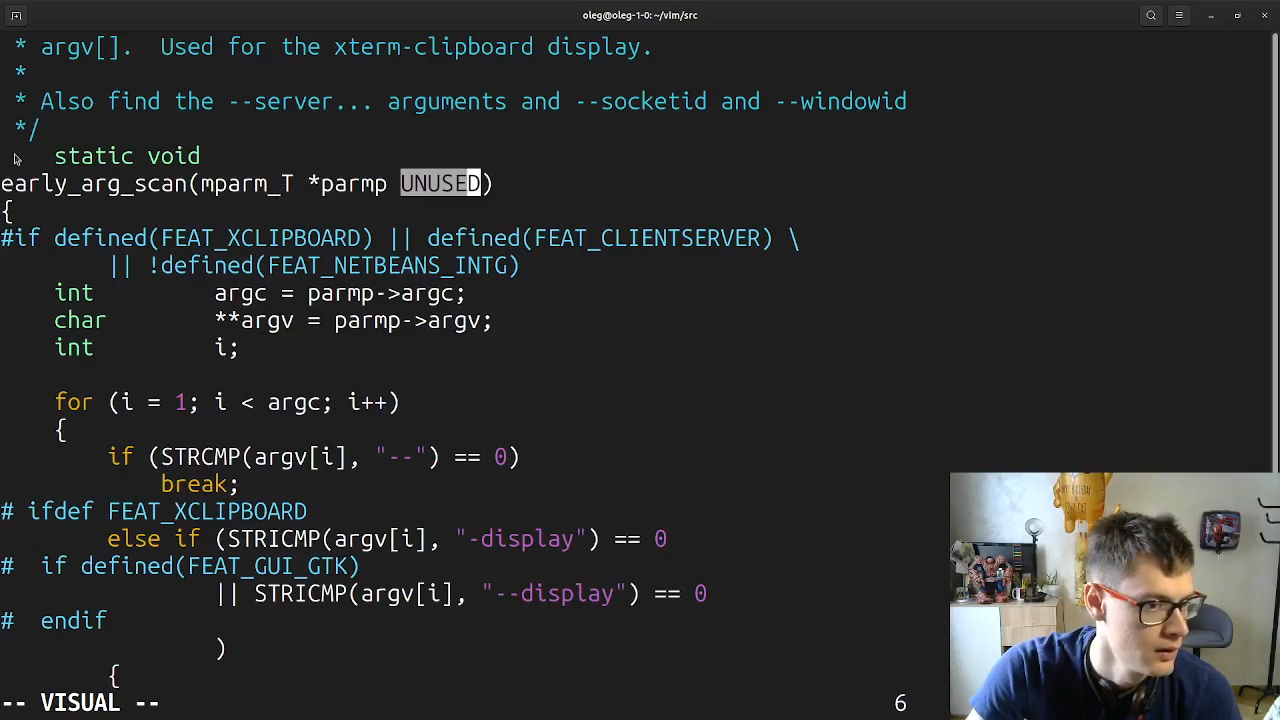 oleg@oleg-1-0: ~/vim/src
* argv[].  Used for the xterm-clipboard display.
*
* Also find the --server... arguments and --socketid and --windowid
*/
static void
early_arg_scan(mparm_T *parmp UNUSED)
{
#if defined(FEAT_XCLIPBOARD) || defined(FEAT_CLIENTSERVER) \
|| !defined(FEAT_NETBEANS_INTG)
int argc = parmp->argc;
char **argv = parmp->argv;
int i;
for (i = 1; i < argc; i++)
{
if (STRCMP(argv[i], "--") == 0)
break;
# ifdef FEAT_XCLIPBOARD
else if (STRICMP(argv[i], "-display") == 0
#  if defined(FEAT_GUI_GTK)
|| STRICMP(argv[i], "--display") == 0
#  endif
)
{
-- VISUAL -- 6